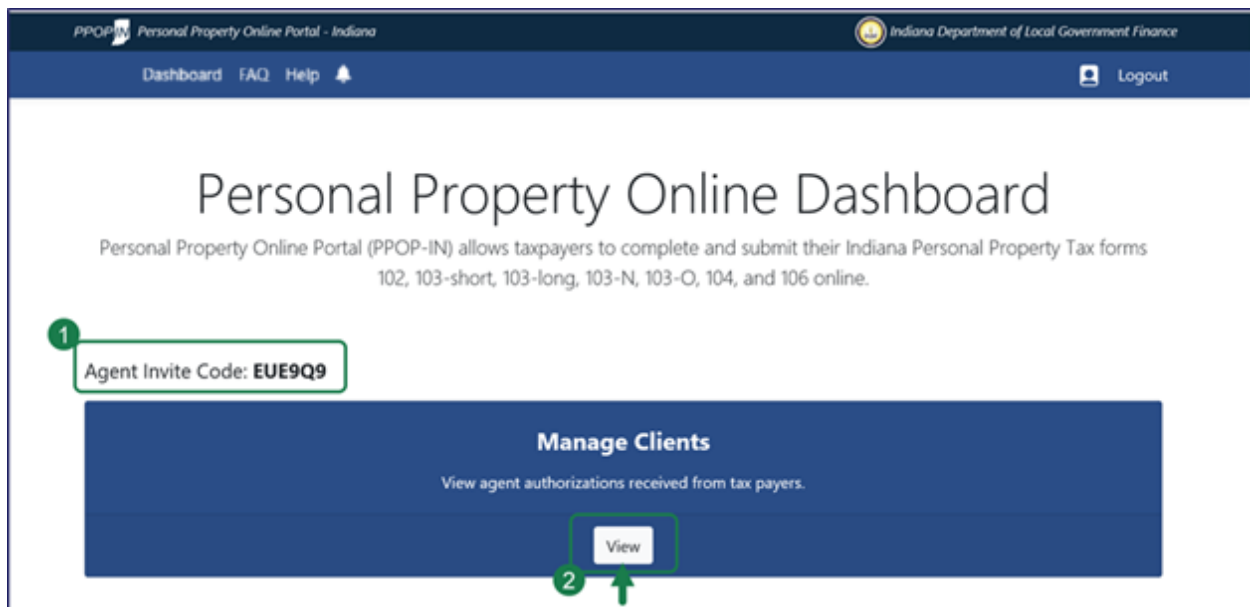 PPOP IN Personal Property Online Portal - Indiana
Indiana Department of Local Government Finance
Dashboard FAQ Help
Logout
Personal Property Online Dashboard
Personal Property Online Portal (PPOP-IN) allows taxpayers to complete and submit their Indiana Personal Property Tax forms
102, 103-short, 103-long, 103-N, 103-O, 104, and 106 online.
1
Agent Invite Code: EUE9Q9
Manage Clients
View agent authorizations received from tax payers.
View
2